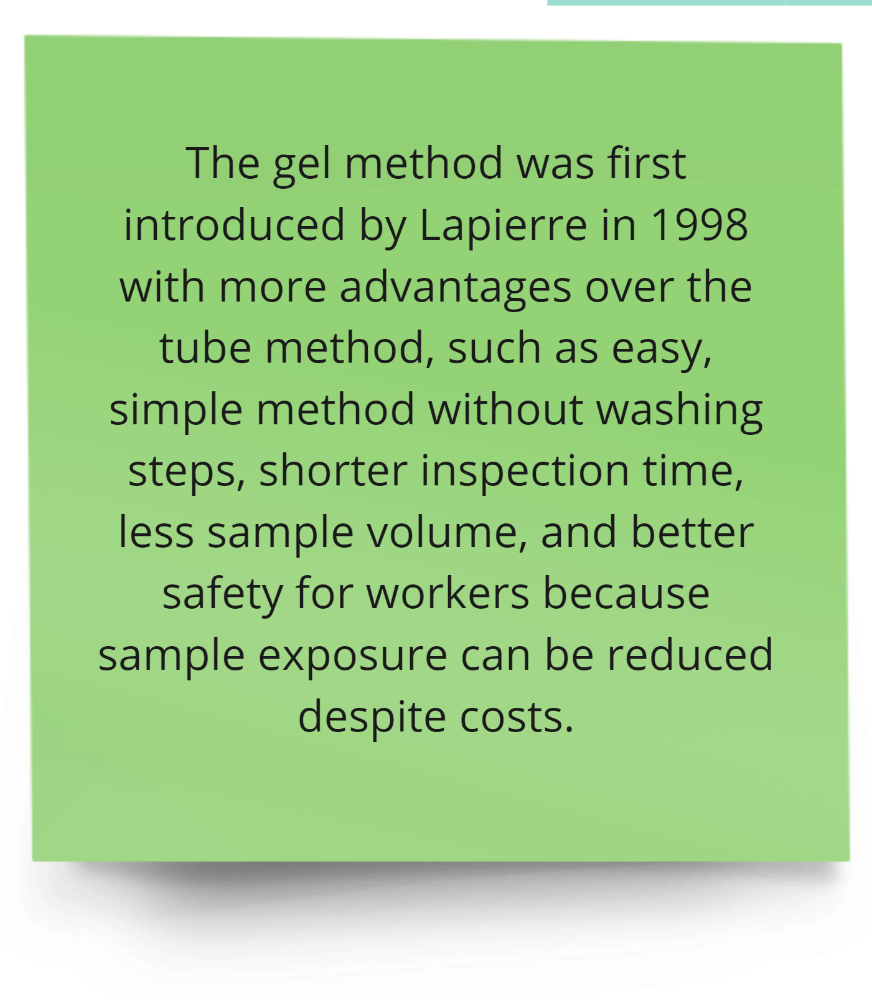 The gel method was first
introduced by Lapierre in 1998
with more advantages over the
tube method, such as easy,
simple method without washing
steps, shorter inspection time,
less sample volume, and better
safety for workers because
sample exposure can be reduced
despite costs.